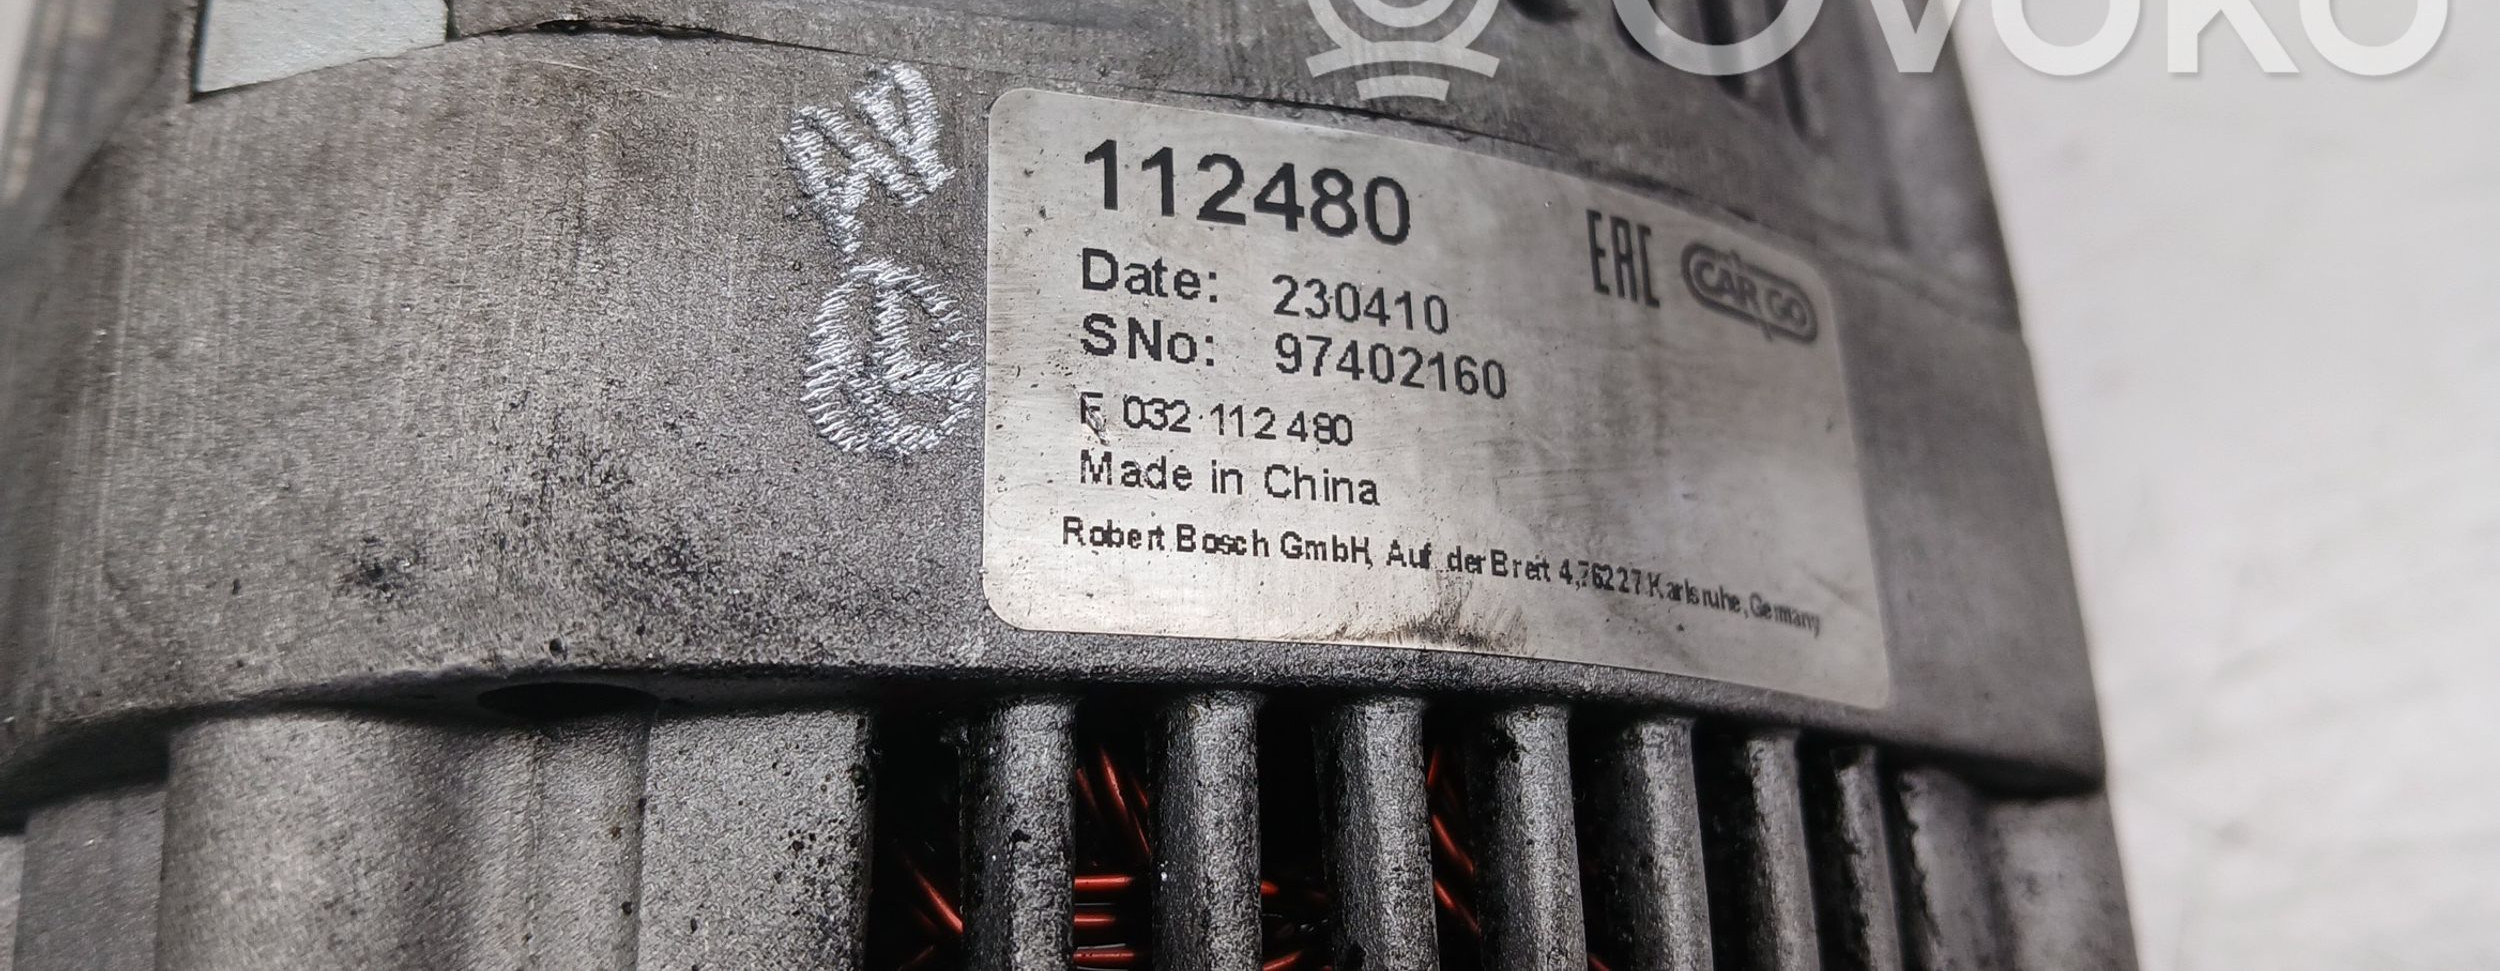 Ovoko
112480
EAC CARGO
Date: 230410
SNo: 97402160
F 032 112 480
Made in China
Robert Bosch GmbH, Auf der Breit 4, 76227 Karlsruhe, Germany